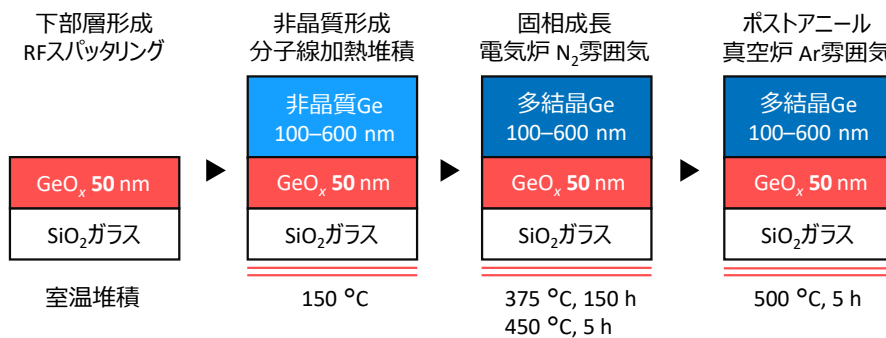 下部層形成
RFスパッタリング
GeOx 50 nm
SiO2ガラス
室温堆積
非晶質形成
分子線加熱堆積
非晶質Ge
100–600 nm
GeOx 50 nm
SiO2ガラス
150 °C
固相成長
電気炉 N2雰囲気
多結晶Ge
100–600 nm
GeOx 50 nm
SiO2ガラス
375 °C, 150 h
450 °C, 5 h
ポストアニール
真空炉 Ar雰囲気
多結晶Ge
100–600 nm
GeOx 50 nm
SiO2ガラス
500 °C, 5 h